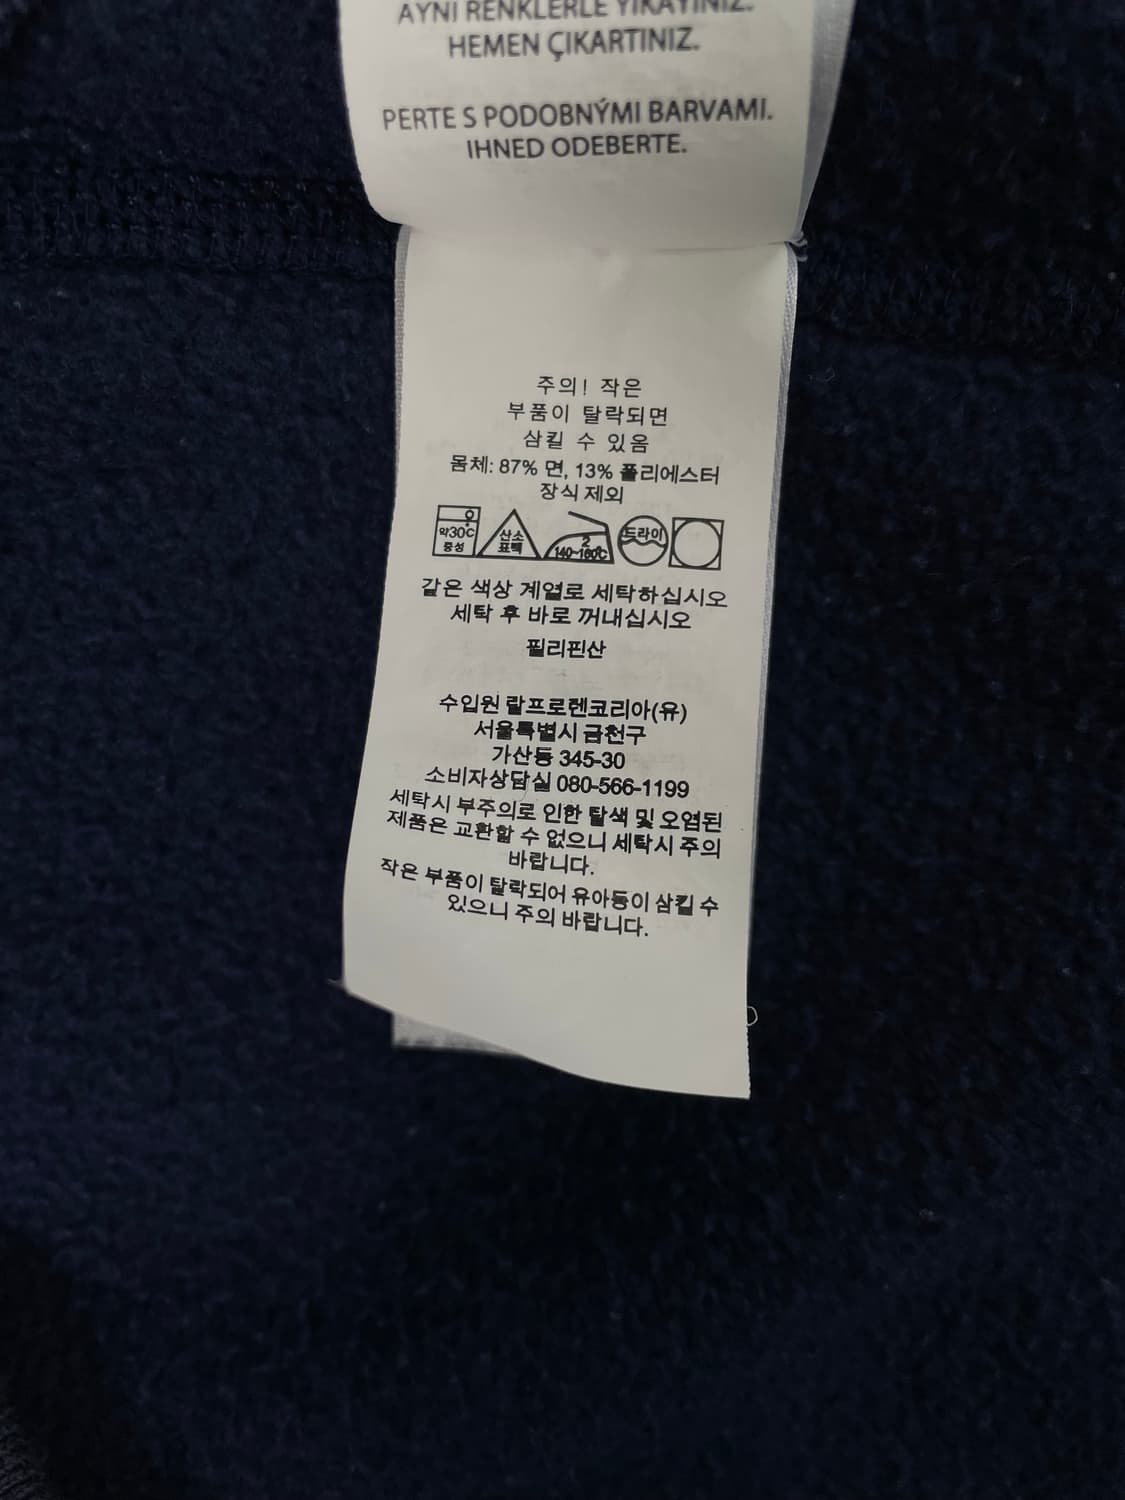 AYNI RENKLERLE YIKAYINIZ.
HEMEN ÇIKARTINIZ.
PERTE S PODOBNÝMI BARVAMI.
IHNED ODEBERTE.
주의! 작은
부품이 탈락되면
삼킬 수 있음
몸체: 87% 면, 13% 폴리에스터
장식 제외
약30℃
중성
산소
표백
2
140~160℃
드라이
같은 색상 계열로 세탁하십시오
세탁 후 바로 꺼내십시오
필리핀산
수입원 랄프로렌코리아(유)
서울특별시 금천구
가산동 345-30
소비자상담실 080-566-1199
세탁시 부주의로 인한 탈색 및 오염된
제품은 교환할 수 없으니 세탁시 주의
바랍니다.
작은 부품이 탈락되어 유아등이 삼킬 수
있으니 주의 바랍니다.